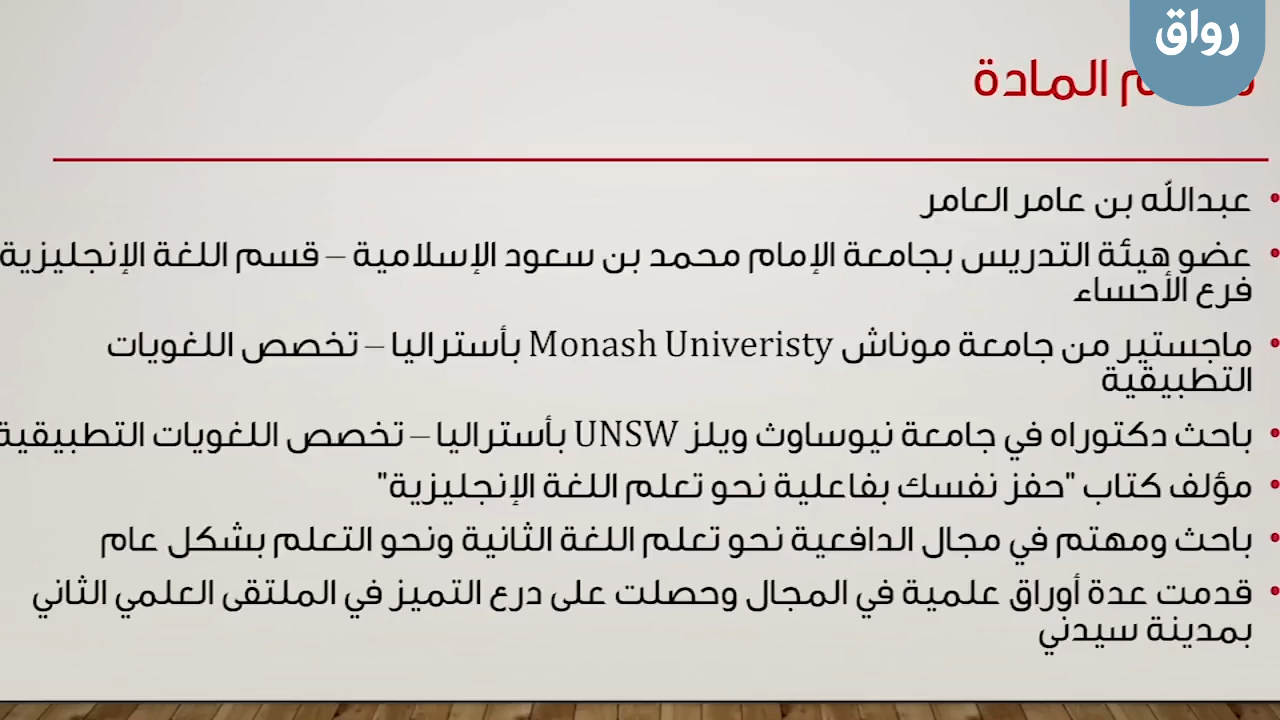 رواق
المادة
عبدالله بن عامر العامر
عضو هيئة التدريس بجامعة الإمام محمد بن سعود الإسلامية – قسم اللغة الإنجليزية
فرع الأحساء
ماجستير من جامعة موناش Monash Univeristy بأستراليا – تخصص اللغويات
التطبيقية
باحث دكتوراه في جامعة نيوساوث ويلز UNSW بأستراليا – تخصص اللغويات التطبيقية
مؤلف كتاب "حفز نفسك بفاعلية نحو تعلم اللغة الإنجليزية"
باحث ومهتم في مجال الدافعية نحو تعلم اللغة الثانية ونحو التعلم بشكل عام
قدمت عدة أوراق علمية في المجال وحصلت على درع التميز في الملتقى العلمي الثاني
بمدينة سيدني